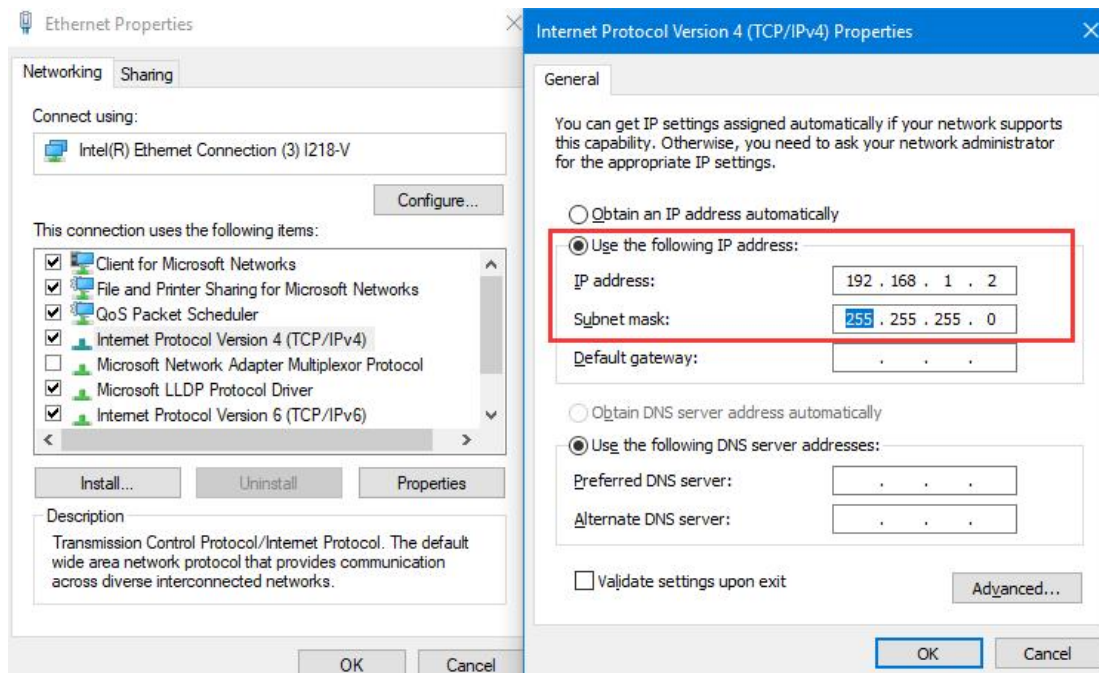 Ethernet Properties
Networking
Sharing
Connect using:
Intel(R) Ethernet Connection (3) I218-V
Configure...
This connection uses the following items:
Client for Microsoft Networks
File and Printer Sharing for Microsoft Networks
QoS Packet Scheduler
Internet Protocol Version 4 (TCP/IPv4)
Microsoft Network Adapter Multiplexor Protocol
Microsoft LLDP Protocol Driver
Internet Protocol Version 6 (TCP/IPv6)
Install...
Uninstall
Properties
Description
Transmission Control Protocol/Internet Protocol. The default
wide area network protocol that provides communication
across diverse interconnected networks.
OK
Cancel
Internet Protocol Version 4 (TCP/IPv4) Properties
General
You can get IP settings assigned automatically if your network supports
this capability. Otherwise, you need to ask your network administrator
for the appropriate IP settings.
Obtain an IP address automatically
Use the following IP address:
IP address: 192 . 168 . 1 . 2
Subnet mask: 255 . 255 . 255 . 0
Default gateway: . . .
Obtain DNS server address automatically
Use the following DNS server addresses:
Preferred DNS server: . . .
Alternate DNS server: . . .
Validate settings upon exit
Advanced...
OK
Cancel